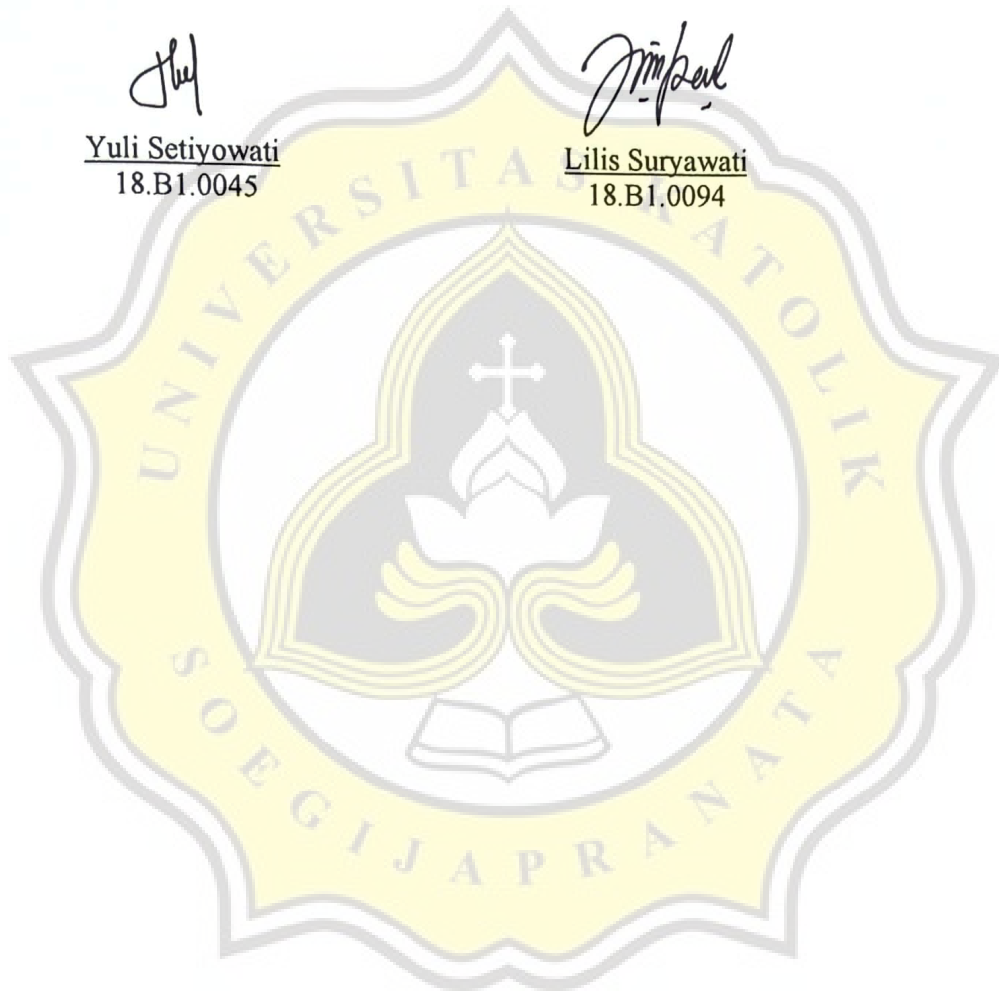 Yuli Setiyowati
18.B1.0045
Lilis Suryawati
18.B1.0094
UNIVERSITAS KATOLIK
SOEGIJAPRANATA